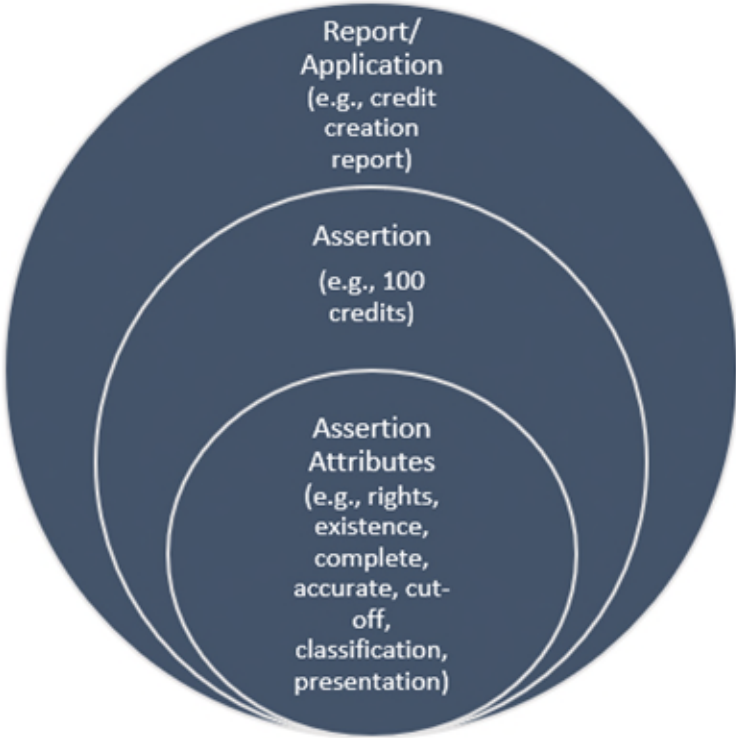 Report/
Application
(e.g., credit
creation
report)
Assertion
(e.g., 100
credits)
Assertion
Attributes
(e.g., rights,
existence,
complete,
accurate, cut-
off,
classification,
presentation)